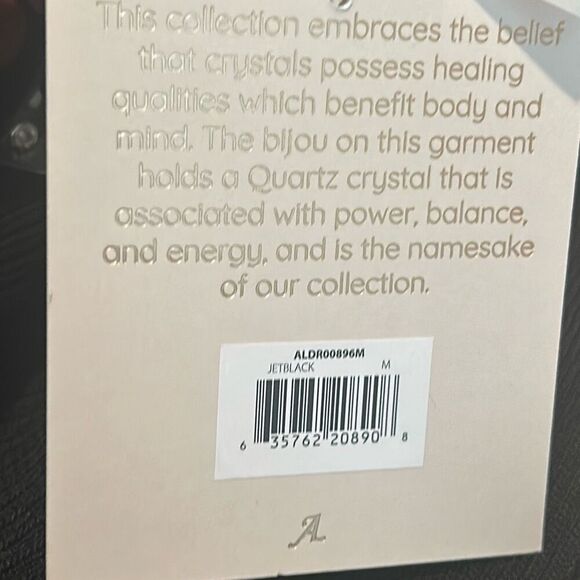 This collection embraces the belief
that crystals possess healing
qualities which benefit body and
mind. The bijou on this garment
holds a Quartz crystal that is
associated with power, balance,
and energy, and is the namesake
of our collection.
ALDR00896M
JETBLACK M
6 35762 20890 8
A